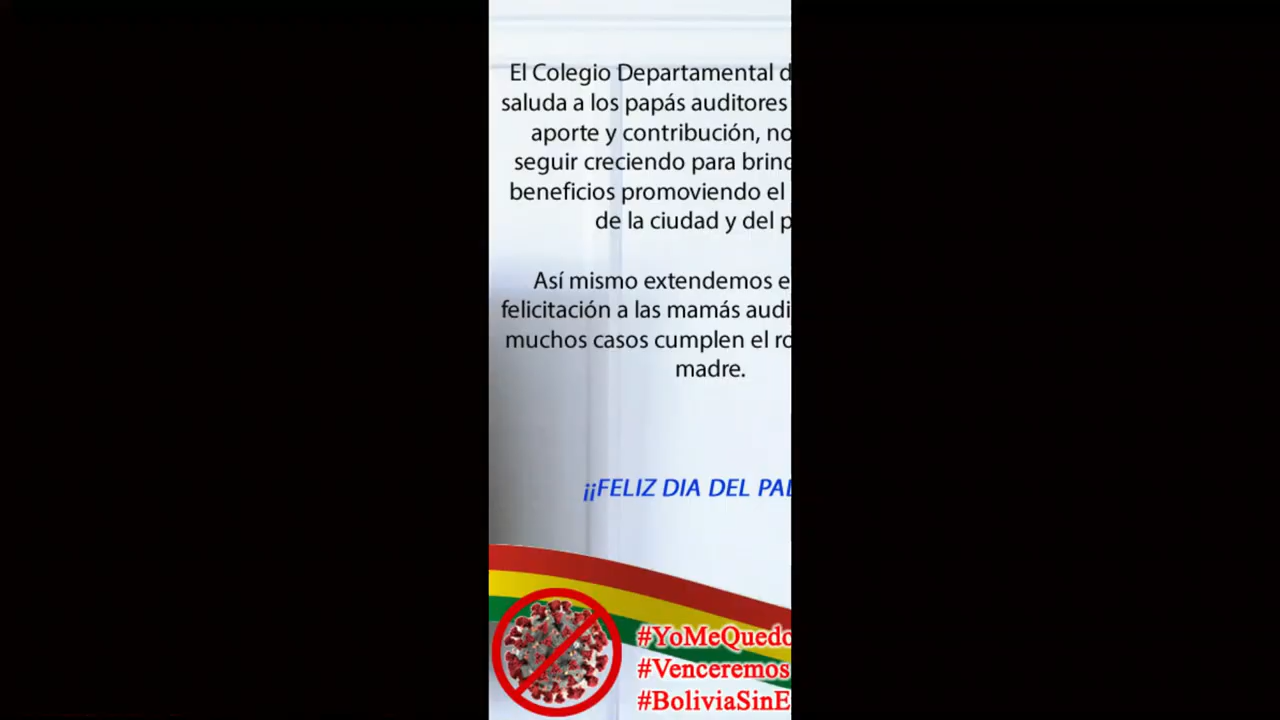 El Colegio Departamental d
saluda a los papás auditores
aporte y contribución, no
seguir creciendo para brind
beneficios promoviendo el
de la ciudad y del p
Así mismo extendemos e
felicitación a las mamás audi
muchos casos cumplen el ro
madre.
¡¡FELIZ DIA DEL PAD
#YoMeQuedo
#Venceremos
#BoliviaSinE